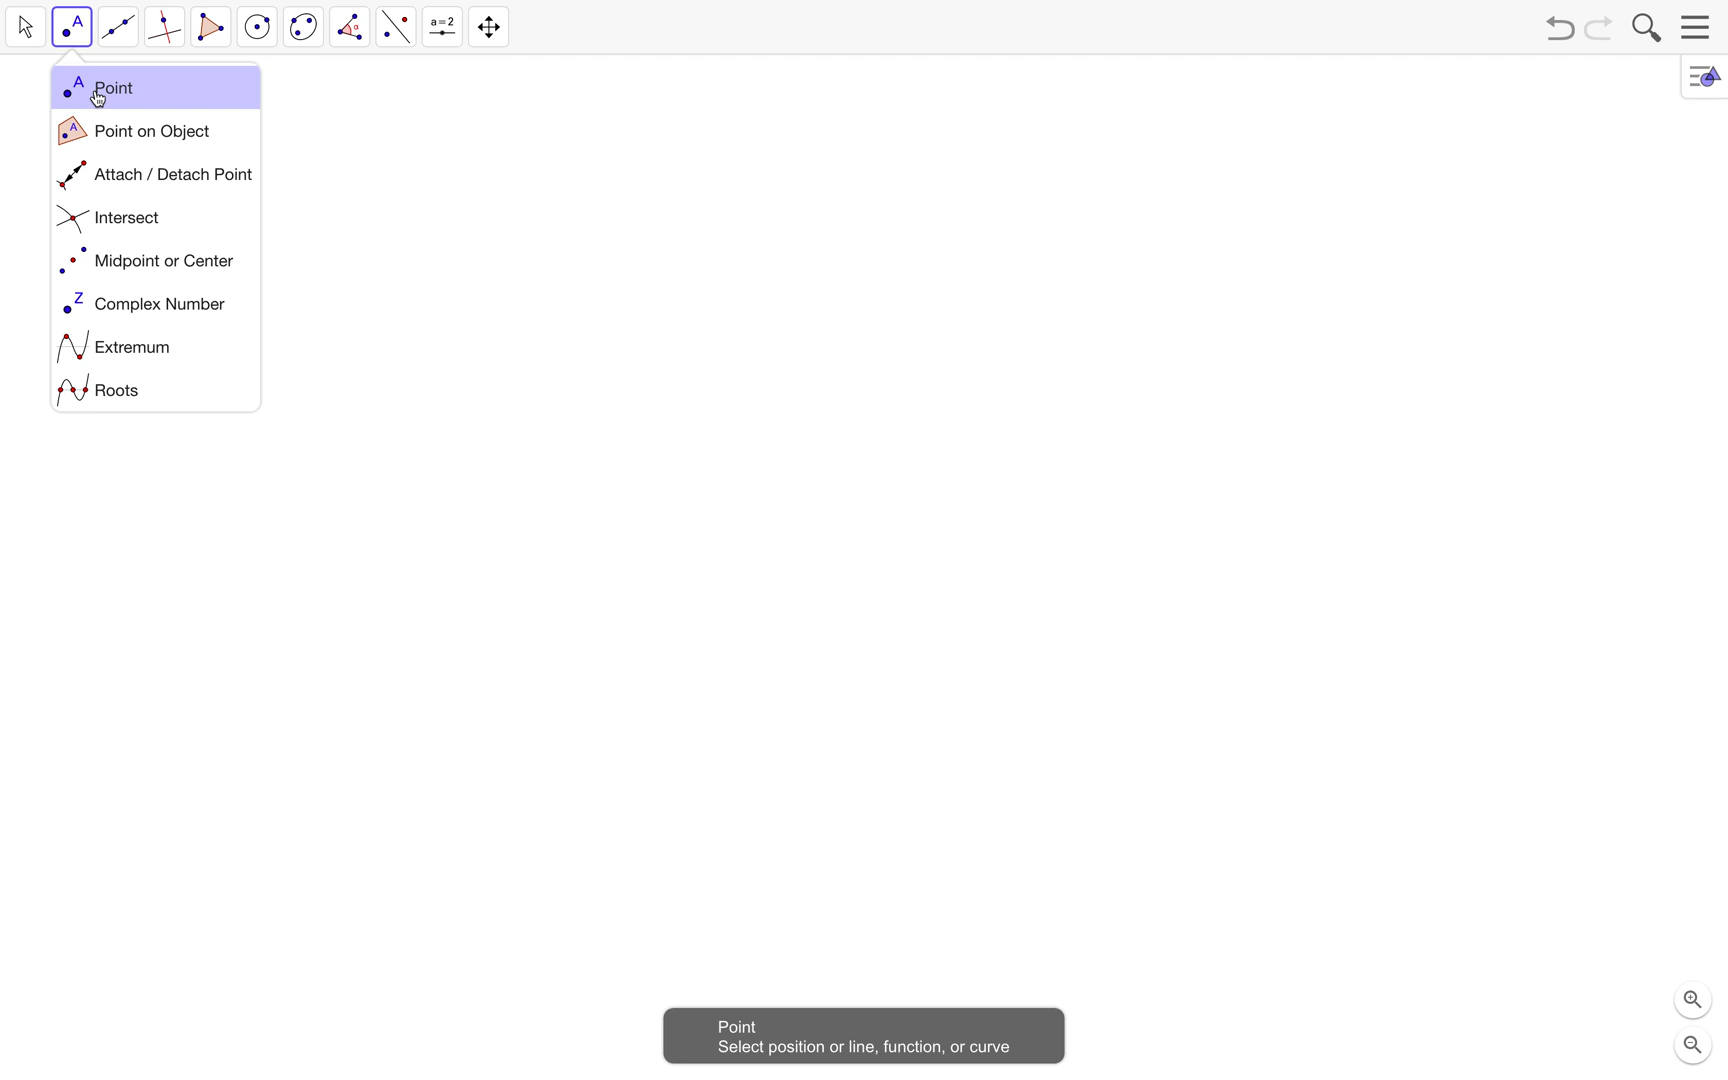 A
a=2
A Point
A Point on Object
Attach / Detach Point
Intersect
Midpoint or Center
Z Complex Number
Extremum
Roots
Point
Select position or line, function, or curve